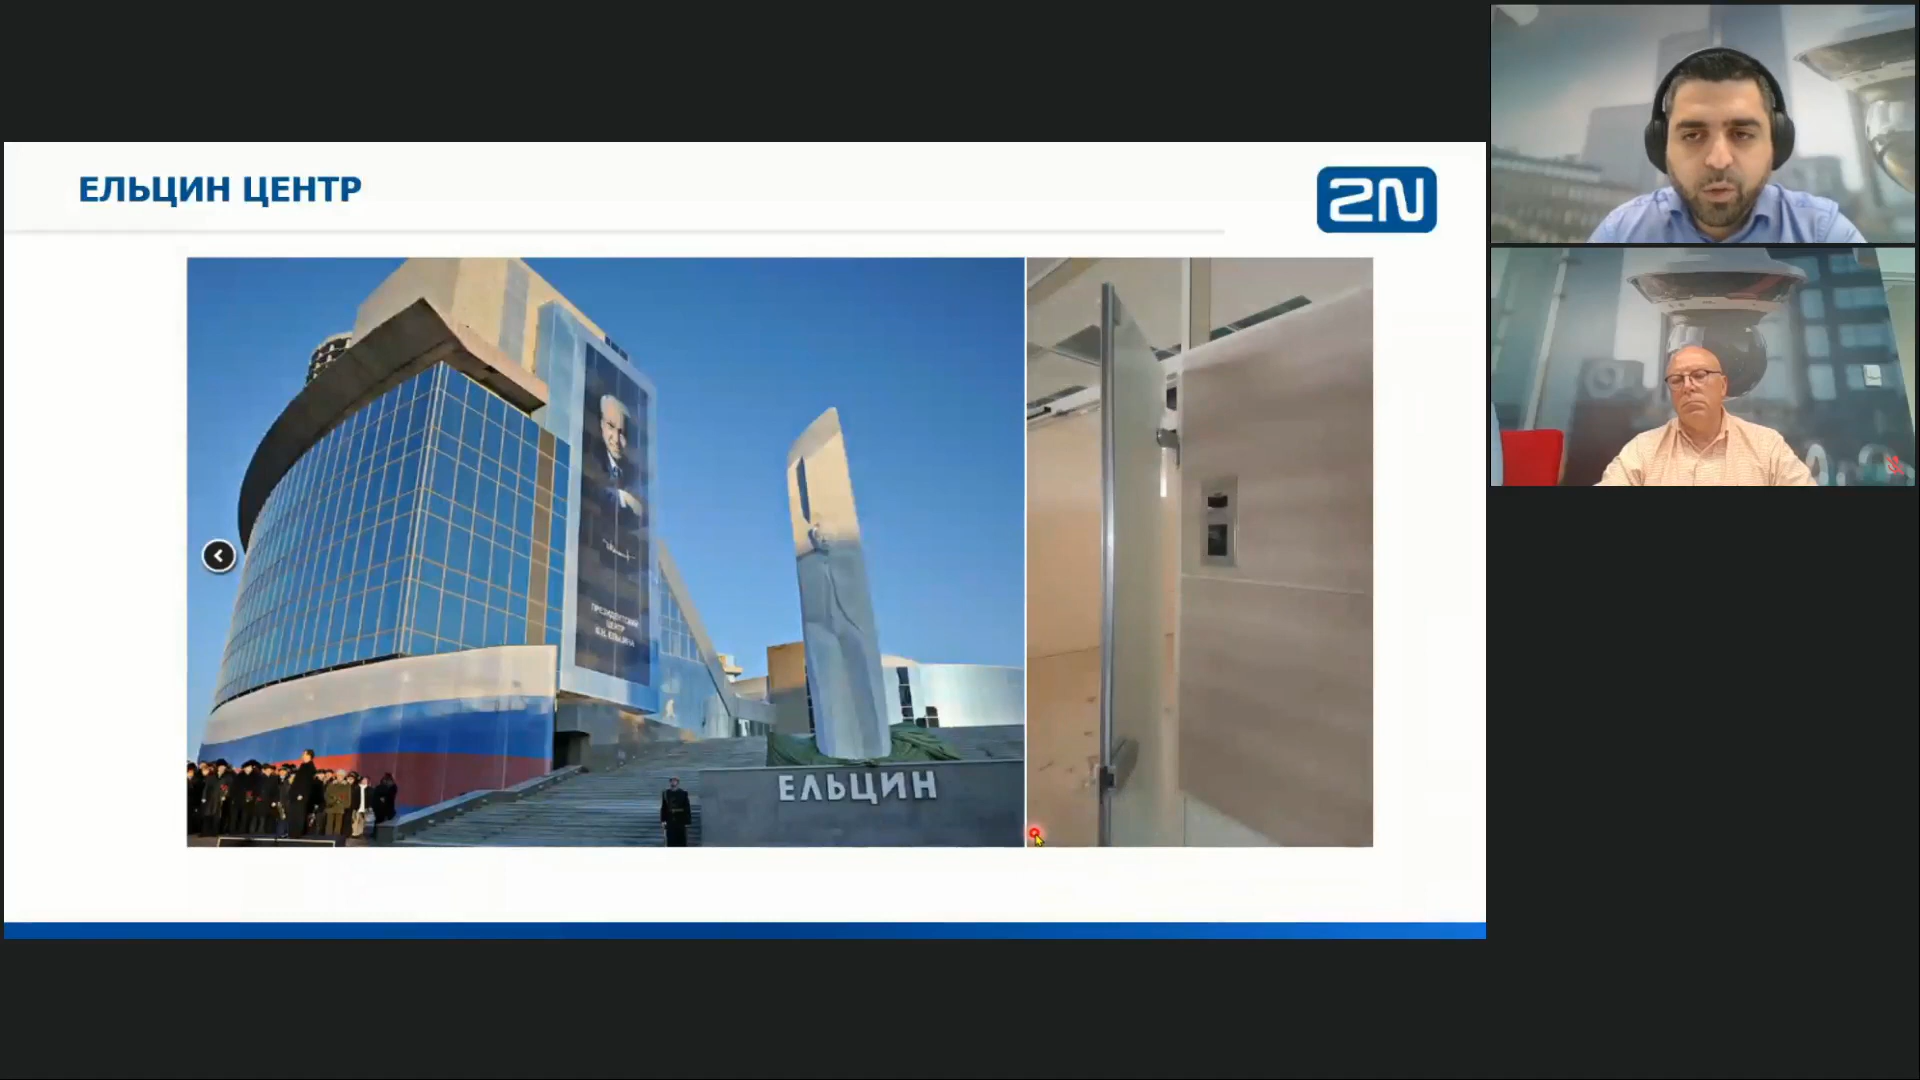 ЕЛЬЦИН ЦЕНТР
2N
ПРЕЗИДЕНТСКИЙ
ЦЕНТР
Б.Н. ЕЛЬЦИНА
ЕЛЬЦИН